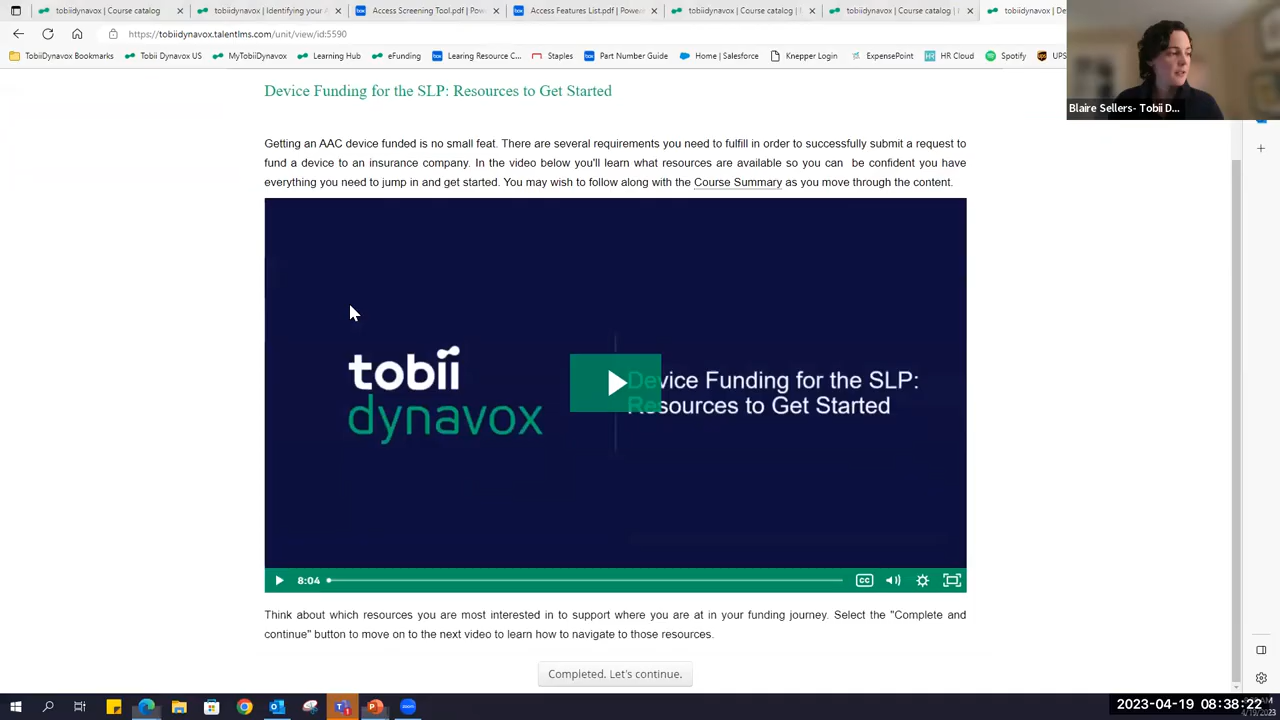 tobiidynavox | Course catalog
tobiidynavox | Identifying your
Access Screening Tool.pdf | Powe
Access Features List.pdf | Power
tobiidynavox | Course catalog |
tobiidynavox | Course catalog |
tobiidynavox | De
https://tobiidynavox.talentlms.com/unit/view/id:5590
TobiiDynavox Bookmarks
Tobii Dynavox US
MyTobiiDynavox
Learning Hub
eFunding
Learing Resource C...
Staples
Part Number Guide
Home | Salesforce
Knepper Login
ExpensePoint
HR Cloud
Spotify
UPS
Blaire Sellers- Tobii D...
Device Funding for the SLP: Resources to Get Started
Getting an AAC device funded is no small feat. There are several requirements you need to fulfill in order to successfully submit a request to
fund a device to an insurance company. In the video below you'll learn what resources are available so you can be confident you have
everything you need to jump in and get started. You may wish to follow along with the Course Summary as you move through the content.
tobii
dynavox
Device Funding for the SLP:
Resources to Get Started
8:04
CC
Think about which resources you are most interested in to support where you are at in your funding journey. Select the "Complete and
continue" button to move on to the next video to learn how to navigate to those resources.
Completed. Let's continue.
2023-04-19 08:38:22